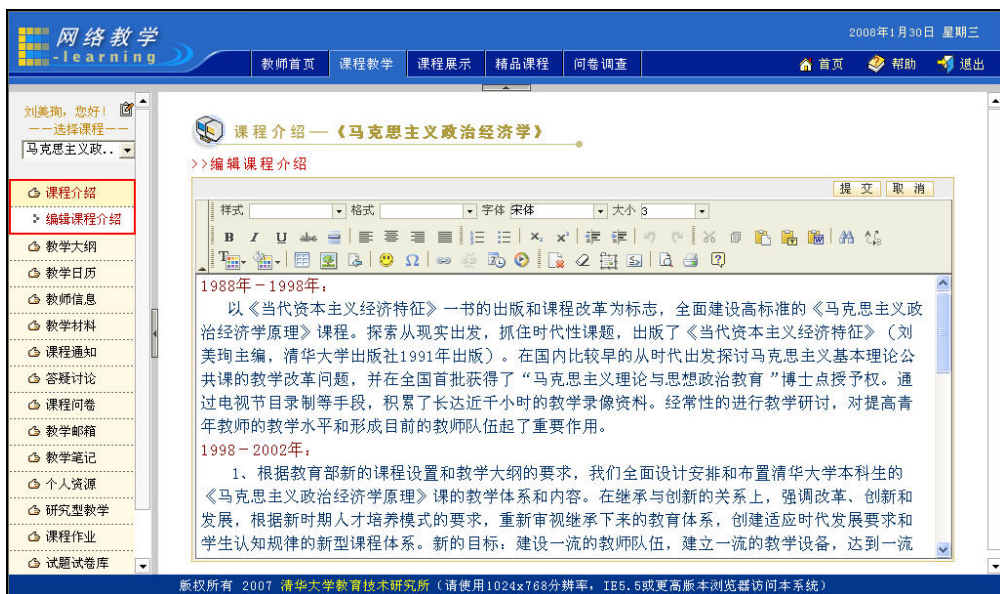 网络教学
-learning
2008年1月30日 星期三
教师首页 课程教学 课程展示 精品课程 问卷调查 首页 帮助 退出
刘美珣，您好！
——选择课程——
马克思主义政..
课程介绍
编辑课程介绍
教学大纲
教学日历
教师信息
教学材料
课程通知
答疑讨论
课程问卷
教学邮箱
教学笔记
个人资源
研究型教学
课程作业
试题试卷库
课程介绍—《马克思主义政治经济学》
>>编辑课程介绍
提 交 取 消
样式 格式 字体 宋体 大小 3
1988年－1998年：
以《当代资本主义经济特征》一书的出版和课程改革为标志，全面建设高标准的《马克思主义政
治经济学原理》课程。探索从现实出发，抓住时代性课题，出版了《当代资本主义经济特征》（刘
美珣主编，清华大学出版社1991年出版）。在国内比较早的从时代出发探讨马克思主义基本理论公
共课的教学改革问题，并在全国首批获得了“马克思主义理论与思想政治教育”博士点授予权。通
过电视节目录制等手段，积累了长达近千小时的教学录像资料。经常性的进行教学研讨，对提高青
年教师的教学水平和形成目前的教师队伍起了重要作用。
1998－2002年：
1、根据教育部新的课程设置和教学大纲的要求，我们全面设计安排和布置清华大学本科生的
《马克思主义政治经济学原理》课的教学体系和内容。在继承与创新的关系上，强调改革、创新和
发展，根据新时期人才培养模式的要求，重新审视继承下来的教育体系，创建适应时代发展要求和
学生认知规律的新型课程体系。新的目标：建设一流的教师队伍，建立一流的教学设备，达到一流
版权所有 2007 清华大学教育技术研究所（请使用1024x768分辨率，IE5.5或更高版本浏览器访问本系统）